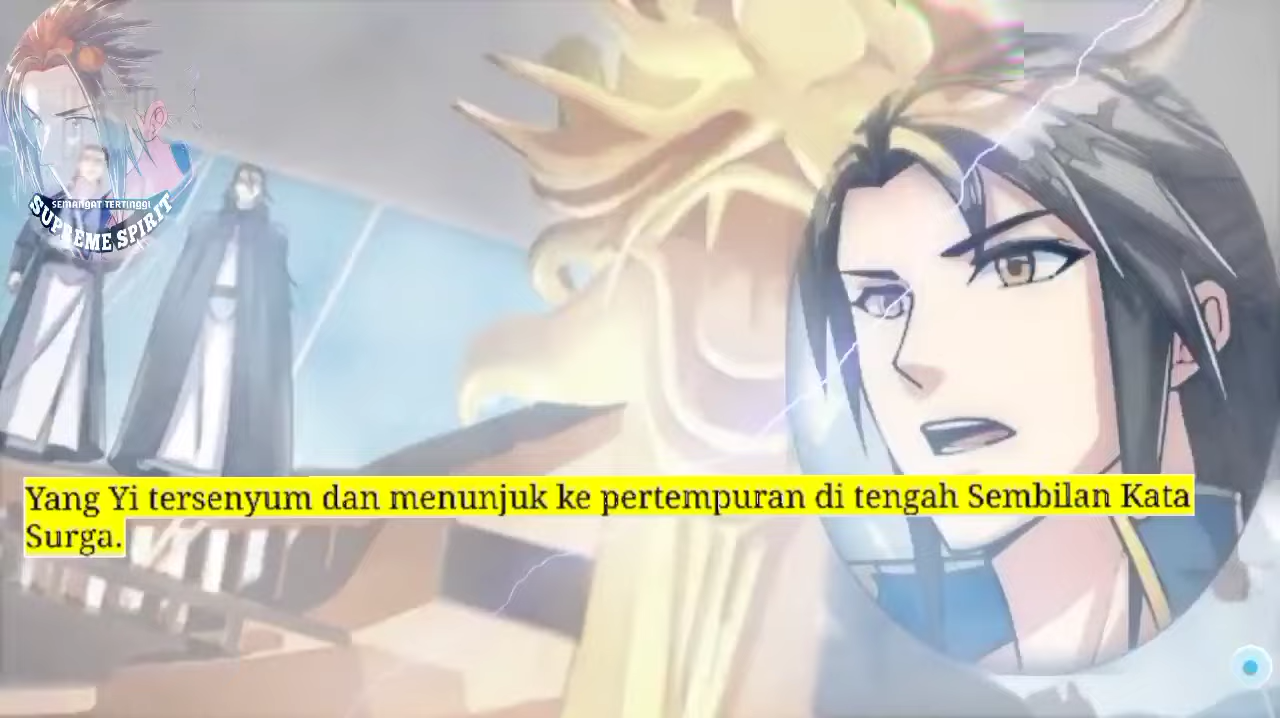 SEMANGAT TERTINGGI
SUPREME SPIRIT
Yang Yi tersenyum dan menunjuk ke pertempuran di tengah Sembilan Kata
Surga.